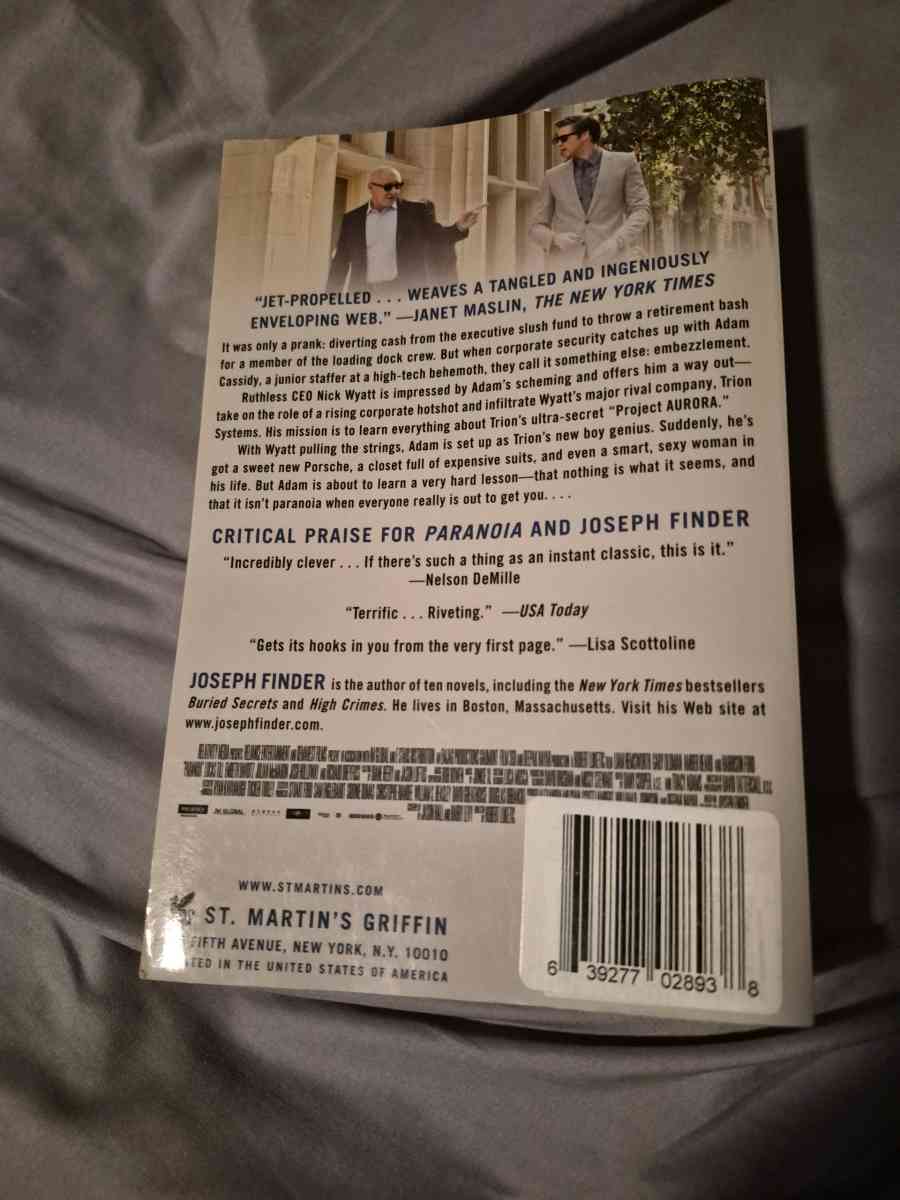 “JET-PROPELLED . . . WEAVES A TANGLED AND INGENIOUSLY
ENVELOPING WEB.” —JANET MASLIN, THE NEW YORK TIMES
It was only a prank: diverting cash from the executive slush fund to throw a retirement bash
for a member of the loading dock crew. But when corporate security catches up with Adam
Cassidy, a junior staffer at a high-tech behemoth, they call it something else: embezzlement.
Ruthless CEO Nick Wyatt is impressed by Adam’s scheming and offers him a way out—
take on the role of a rising corporate hotshot and infiltrate Wyatt’s major rival company, Trion
Systems. His mission is to learn everything about Trion’s ultra-secret “Project AURORA.”
With Wyatt pulling the strings, Adam is set up as Trion’s new boy genius. Suddenly, he’s
got a sweet new Porsche, a closet full of expensive suits, and even a smart, sexy woman in
his life. But Adam is about to learn a very hard lesson—that nothing is what it seems, and
that it isn’t paranoia when everyone really is out to get you. . . .
CRITICAL PRAISE FOR PARANOIA AND JOSEPH FINDER
“Incredibly clever . . . If there’s such a thing as an instant classic, this is it.”
—Nelson DeMille
“Terrific . . . Riveting.” —USA Today
“Gets its hooks in you from the very first page.” —Lisa Scottoline
JOSEPH FINDER is the author of ten novels, including the New York Times bestsellers
Buried Secrets and High Crimes. He lives in Boston, Massachusetts. Visit his Web site at
www.josephfinder.com.
WWW.STMARTINS.COM
ST. MARTIN’S GRIFFIN
FIFTH AVENUE, NEW YORK, N.Y. 10010
TED IN THE UNITED STATES OF AMERICA
6 39277 02893 8